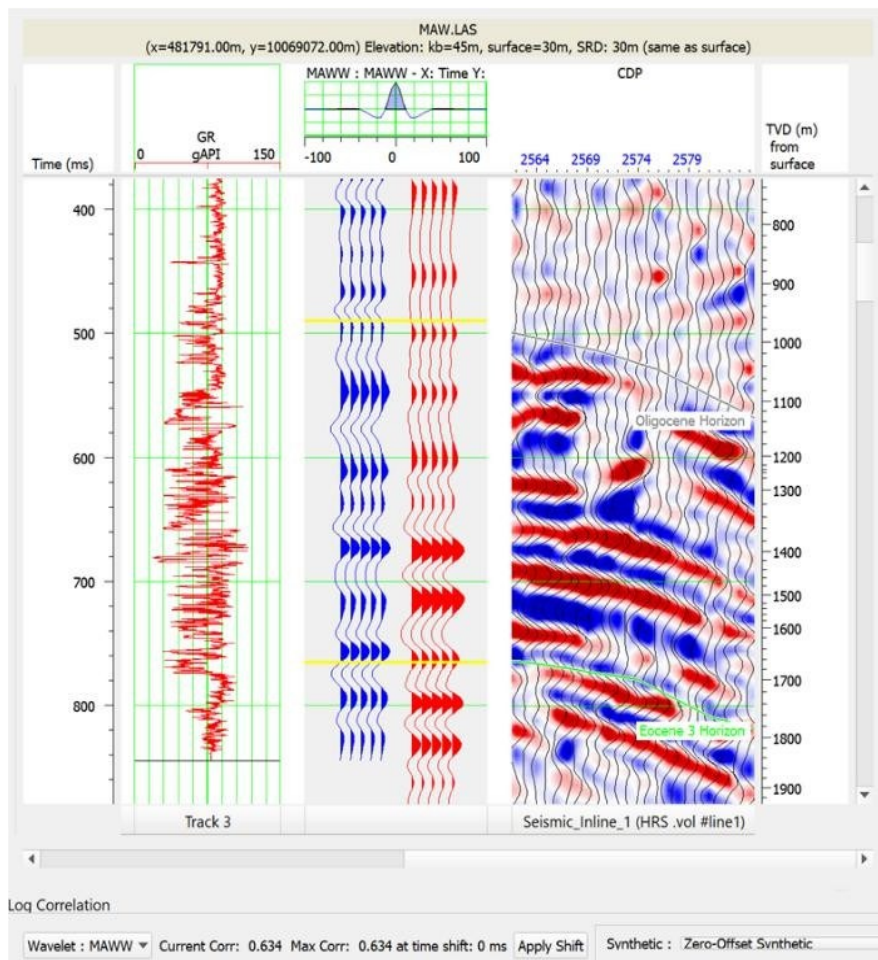 MAW.LAS
(x=481791.00m, y=10069072.00m) Elevation: kb=45m, surface=30m, SRD: 30m (same as surface)
MAWW : MAWW - X: Time Y:
CDP
GR
gAPI
0 150
-100 0 100
2564 2569 2574 2579
Time (ms)
TVD (m)
from
surface
400
500
600
700
800
800
900
1000
1100
1200
1300
1400
1500
1600
1700
1800
1900
Oligocene Horizon
Eocene 3 Horizon
Track 3
Seismic_Inline_1 (HRS .vol #line1)
Log Correlation
Wavelet : MAWW Current Corr: 0.634 Max Corr: 0.634 at time shift: 0 ms Apply Shift Synthetic : Zero-Offset Synthetic